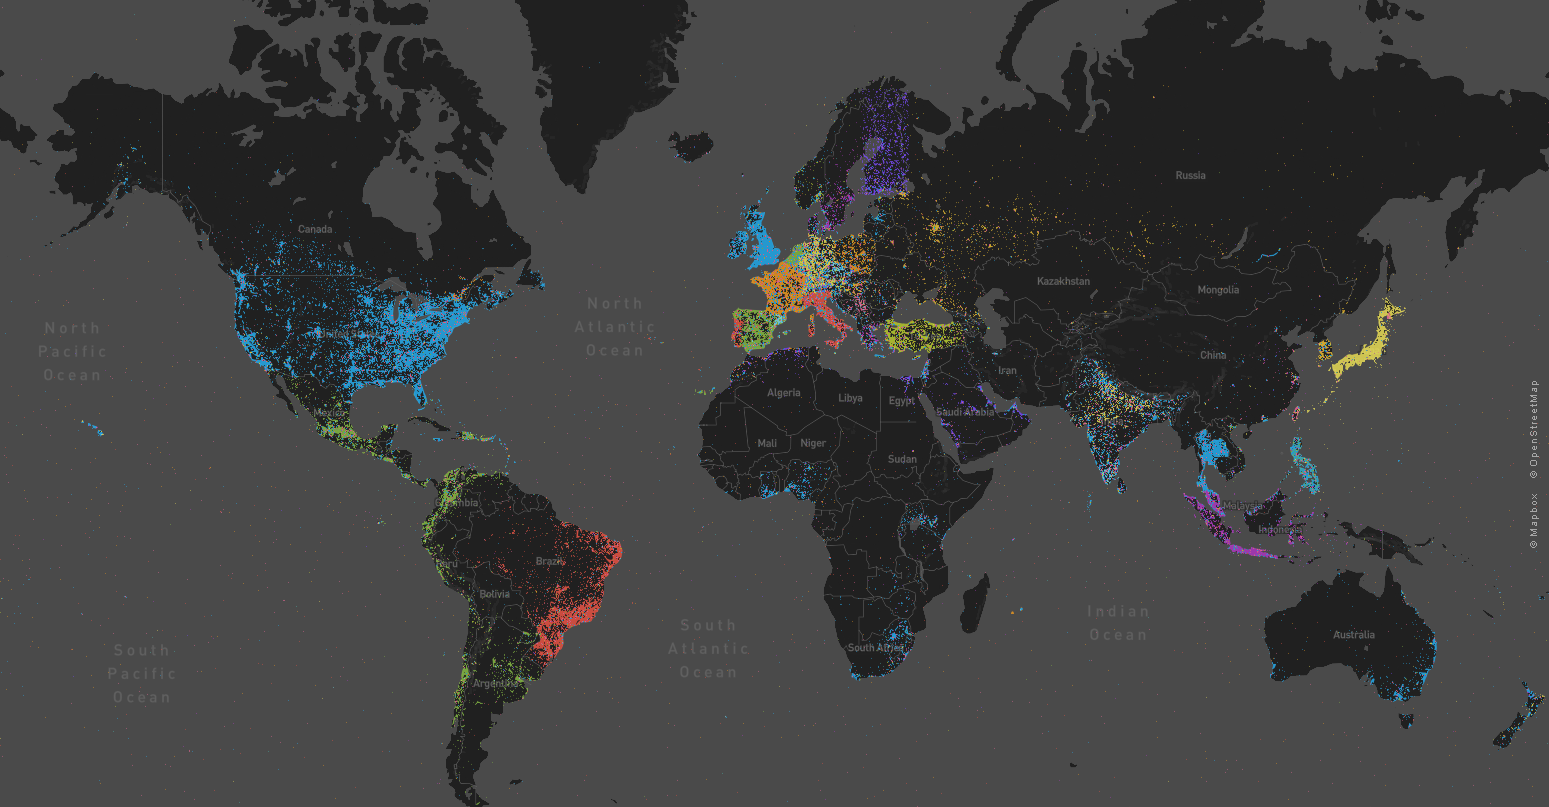 Russia
Canada
Kazakhstan
Mongolia
North
Atlantic
Ocean
North
Pacific
Ocean
China
Iran
Algeria
Libya
Egypt
Saudi Arabia
Mexico
Mali
Niger
Sudan
Malaysia
Indonesia
Brazil
Bolivia
Indian
Ocean
South
Atlantic
Ocean
South Africa
Australia
South
Pacific
Ocean
Argentina
© Mapbox © OpenStreetMap